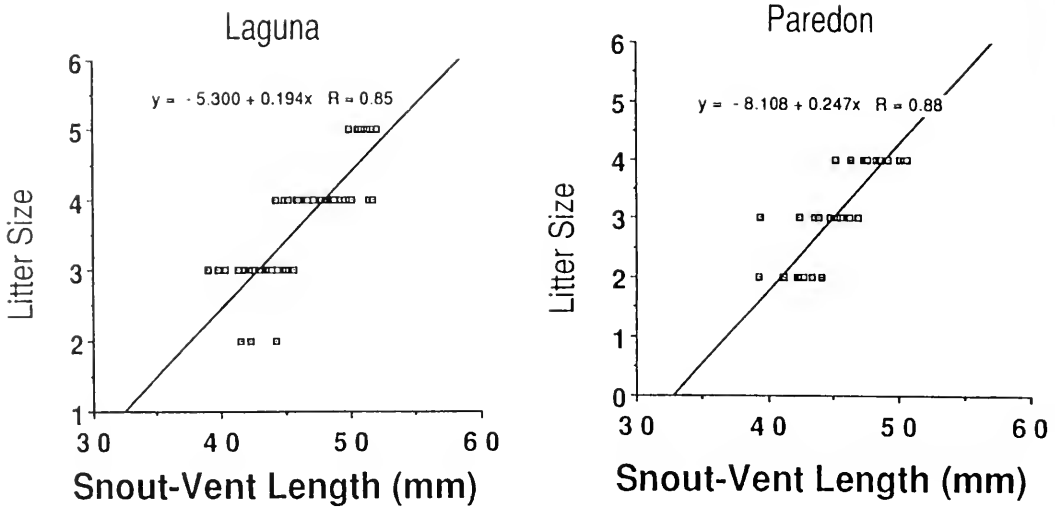 Laguna
y = - 5.300 + 0.194x R = 0.85
6
5
4
3
2
1
30 40 50 60
Litter Size
Snout-Vent Length (mm)
Paredon
y = - 8.108 + 0.247x R = 0.88
6
5
4
3
2
1
0
30 40 50 60
Litter Size
Snout-Vent Length (mm)